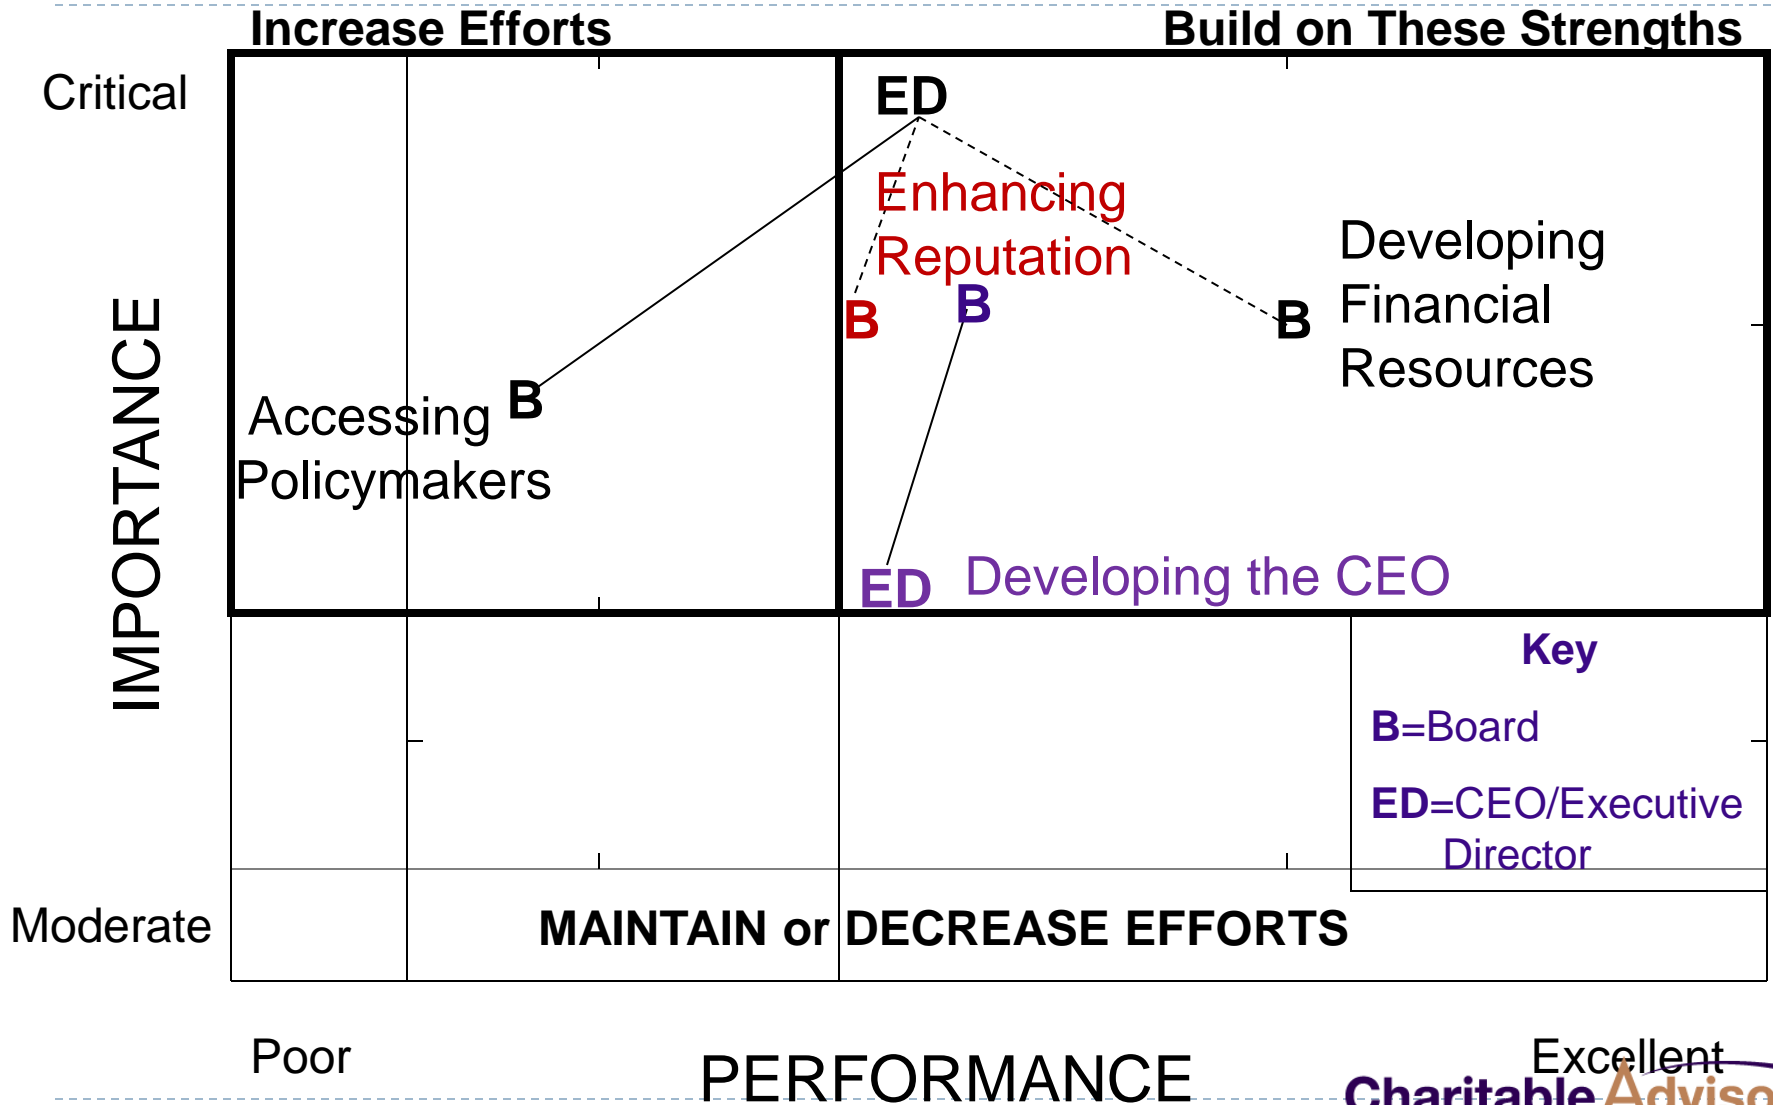 Increase Efforts
Build on These Strengths
Critical
ED
Enhancing
Reputation
Developing
Financial
Resources
B
B
B
B
Accessing
Policymakers
IMPORTANCE
ED
Developing the CEO
Key
B=Board
ED=CEO/Executive
Director
Moderate
MAINTAIN or DECREASE EFFORTS
Poor
PERFORMANCE
Excellent
Charitable